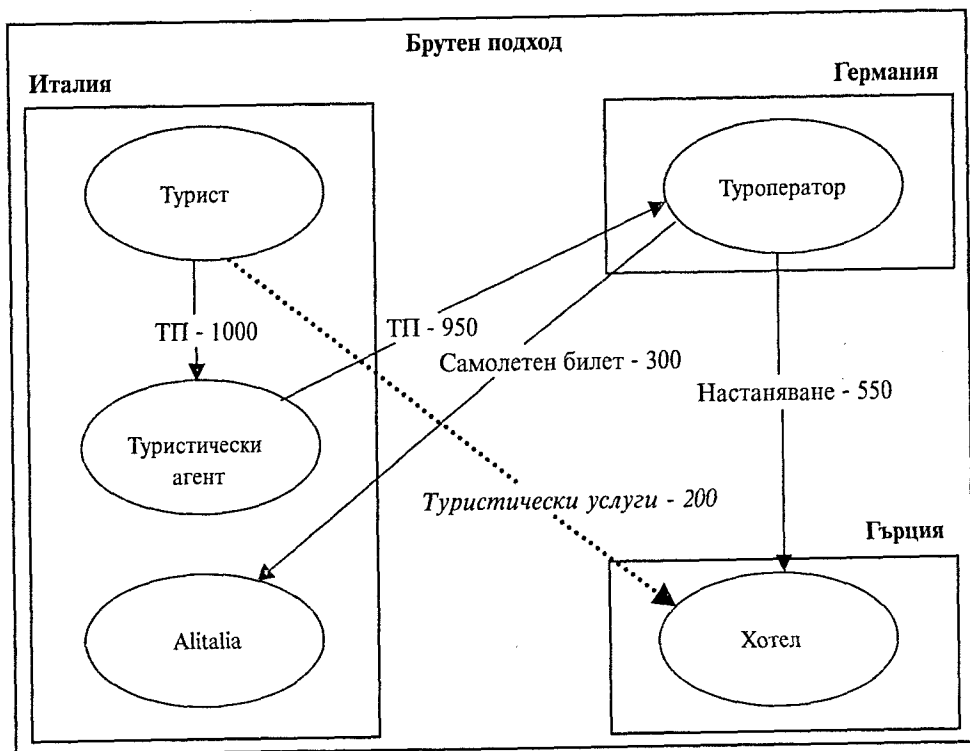 Брутен подход
Италия
Германия
Турист
Туроператор
ТП - 1000
ТП - 950
Самолетен билет - 300
Настаняване - 550
Туристически
агент
Туристически услуги - 200
Гърция
Alitalia
Хотел